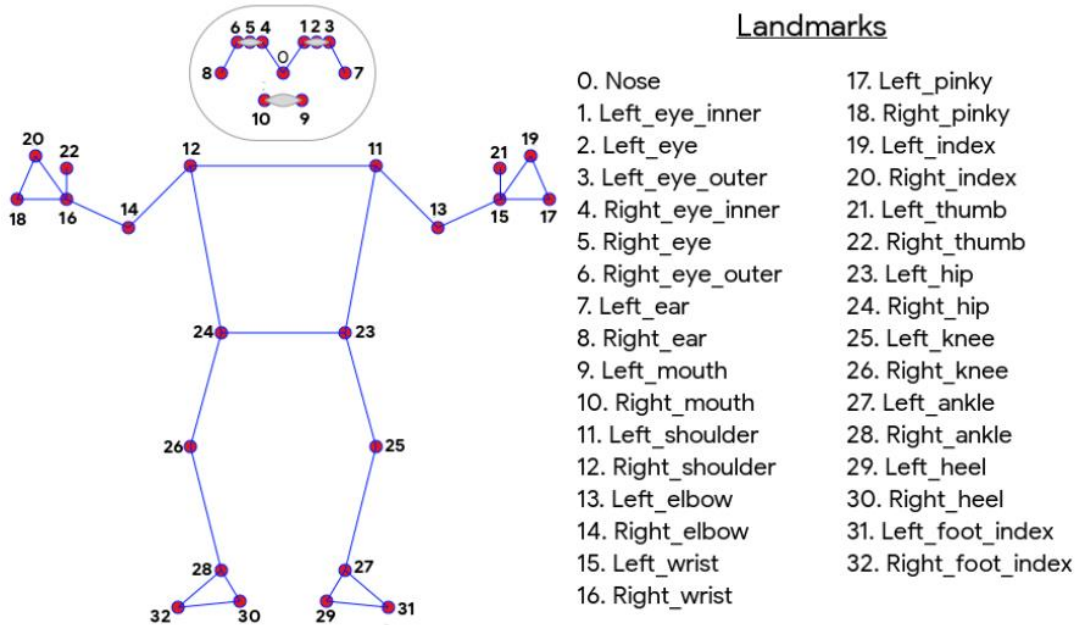 6 5 4 1 2 3
0
8 7
10 9
20 22 12 11 21 19
18 16 14 13 15 17
24 23
26 25
28 27
32 30 29 31
Landmarks
0. Nose
1. Left_eye_inner
2. Left_eye
3. Left_eye_outer
4. Right_eye_inner
5. Right_eye
6. Right_eye_outer
7. Left_ear
8. Right_ear
9. Left_mouth
10. Right_mouth
11. Left_shoulder
12. Right_shoulder
13. Left_elbow
14. Right_elbow
15. Left_wrist
16. Right_wrist
17. Left_pinky
18. Right_pinky
19. Left_index
20. Right_index
21. Left_thumb
22. Right_thumb
23. Left_hip
24. Right_hip
25. Left_knee
26. Right_knee
27. Left_ankle
28. Right_ankle
29. Left_heel
30. Right_heel
31. Left_foot_index
32. Right_foot_index